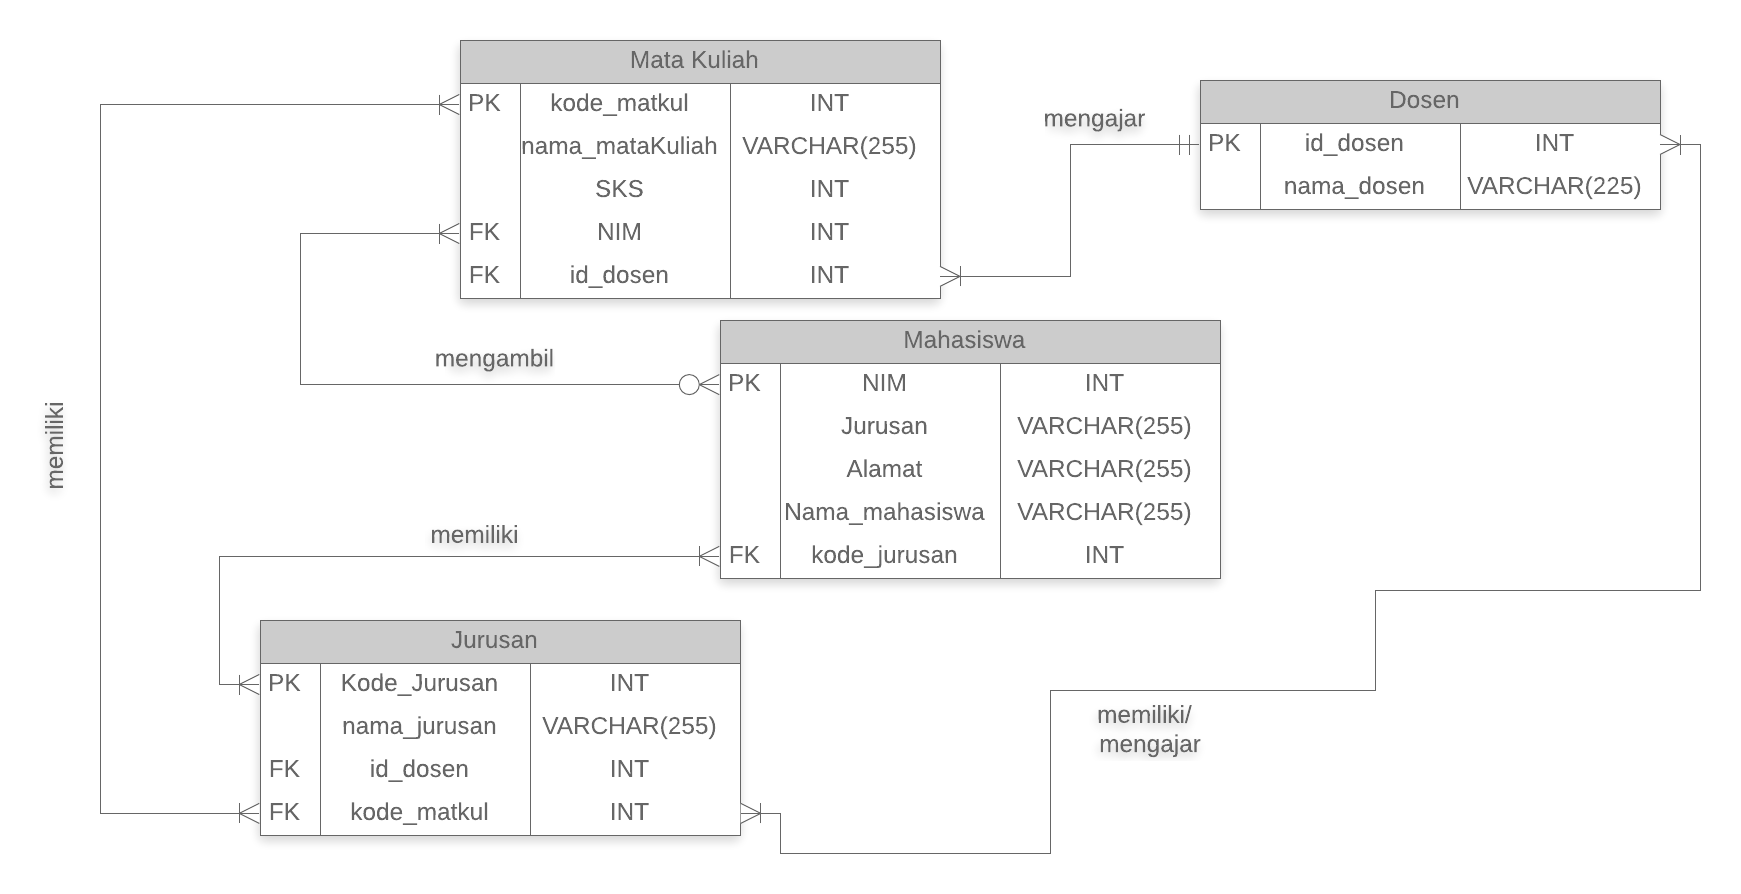 Mata Kuliah
PK kode_matkul INT
nama_mataKuliah VARCHAR(255)
SKS INT
FK NIM INT
FK id_dosen INT
mengajar
Dosen
PK id_dosen INT
nama_dosen VARCHAR(225)
mengambil
Mahasiswa
PK NIM INT
Jurusan VARCHAR(255)
Alamat VARCHAR(255)
Nama_mahasiswa VARCHAR(255)
FK kode_jurusan INT
memiliki
memiliki
Jurusan
PK Kode_Jurusan INT
nama_jurusan VARCHAR(255)
FK id_dosen INT
FK kode_matkul INT
memiliki/
mengajar